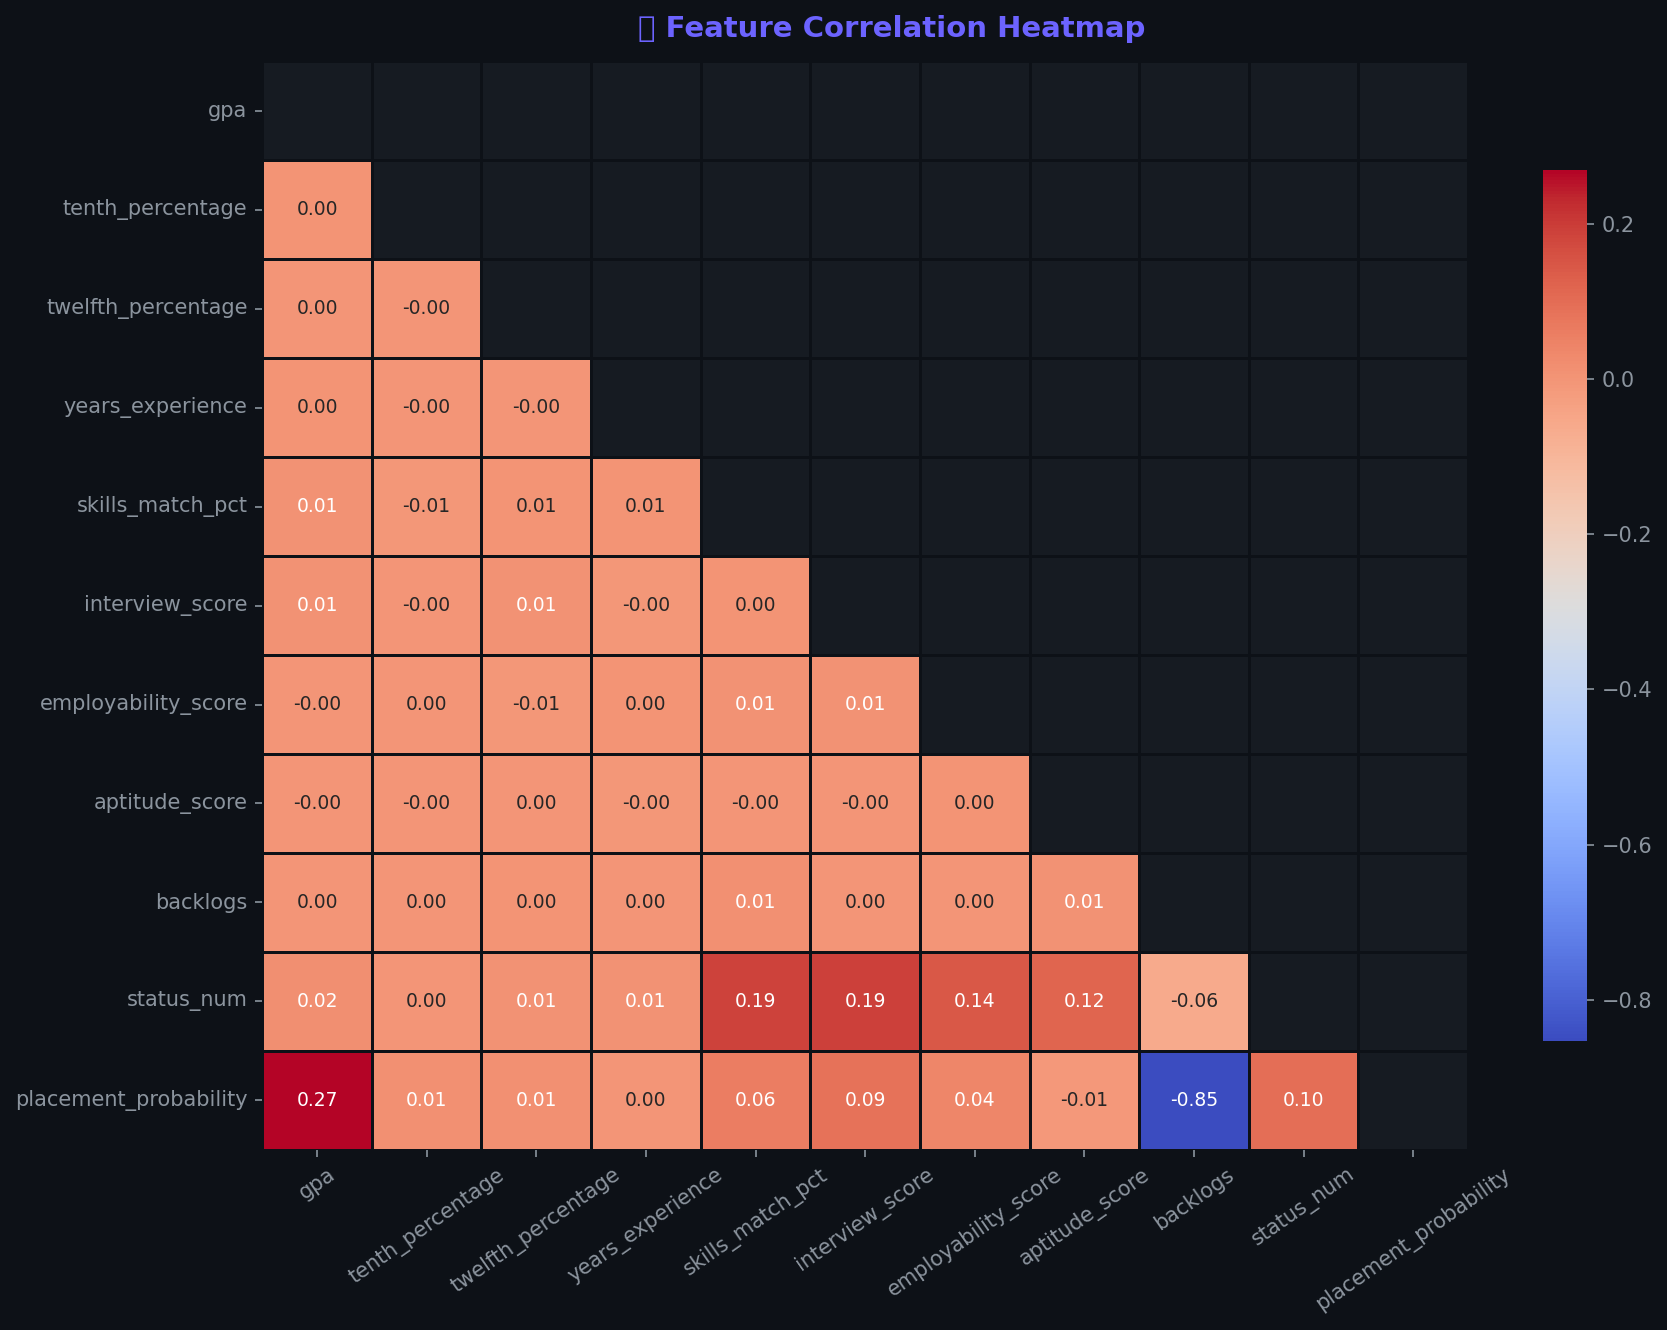 Feature Correlation Heatmap
gpa
tenth_percentage 0.00
twelfth_percentage 0.00 -0.00
years_experience 0.00 -0.00 -0.00
skills_match_pct 0.01 -0.01 0.01 0.01
interview_score 0.01 -0.00 0.01 -0.00 0.00
employability_score -0.00 0.00 -0.01 0.00 0.01 0.01
aptitude_score -0.00 -0.00 0.00 -0.00 -0.00 -0.00 0.00
backlogs 0.00 0.00 0.00 0.00 0.01 0.00 0.00 0.01
status_num 0.02 0.00 0.01 0.01 0.19 0.19 0.14 0.12 -0.06
placement_probability 0.27 0.01 0.01 0.00 0.06 0.09 0.04 -0.01 -0.85 0.10
gpa
tenth_percentage
twelfth_percentage
years_experience
skills_match_pct
interview_score
employability_score
aptitude_score
backlogs
status_num
placement_probability
0.2
0.0
−0.2
−0.4
−0.6
−0.8